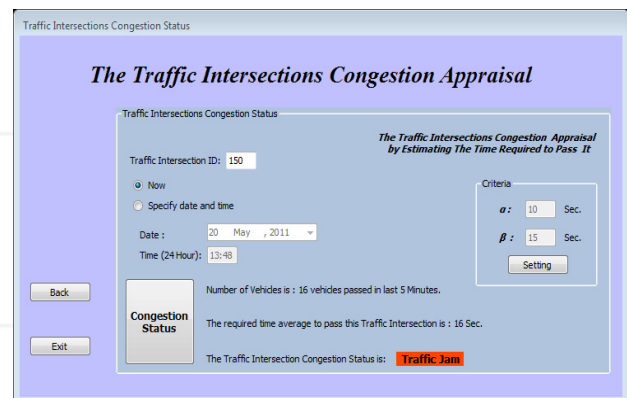 Traffic Intersections Congestion Status
The Traffic Intersections Congestion Appraisal
Traffic Intersections Congestion Status
The Traffic Intersections Congestion Appraisal
by Estimating The Time Required to Pass It
Traffic Intersection ID: 150
Now
Specify date and time
Date : 20 May , 2011
Time (24 Hour): 13:48
Criteria
α : 10 Sec.
β : 15 Sec.
Setting
Back
Exit
Congestion
Status
Number of Vehicles is : 16 vehicles passed in last 5 Minutes.
The required time average to pass this Traffic Intersection is : 16 Sec.
The Traffic Intersection Congestion Status is: Traffic Jam